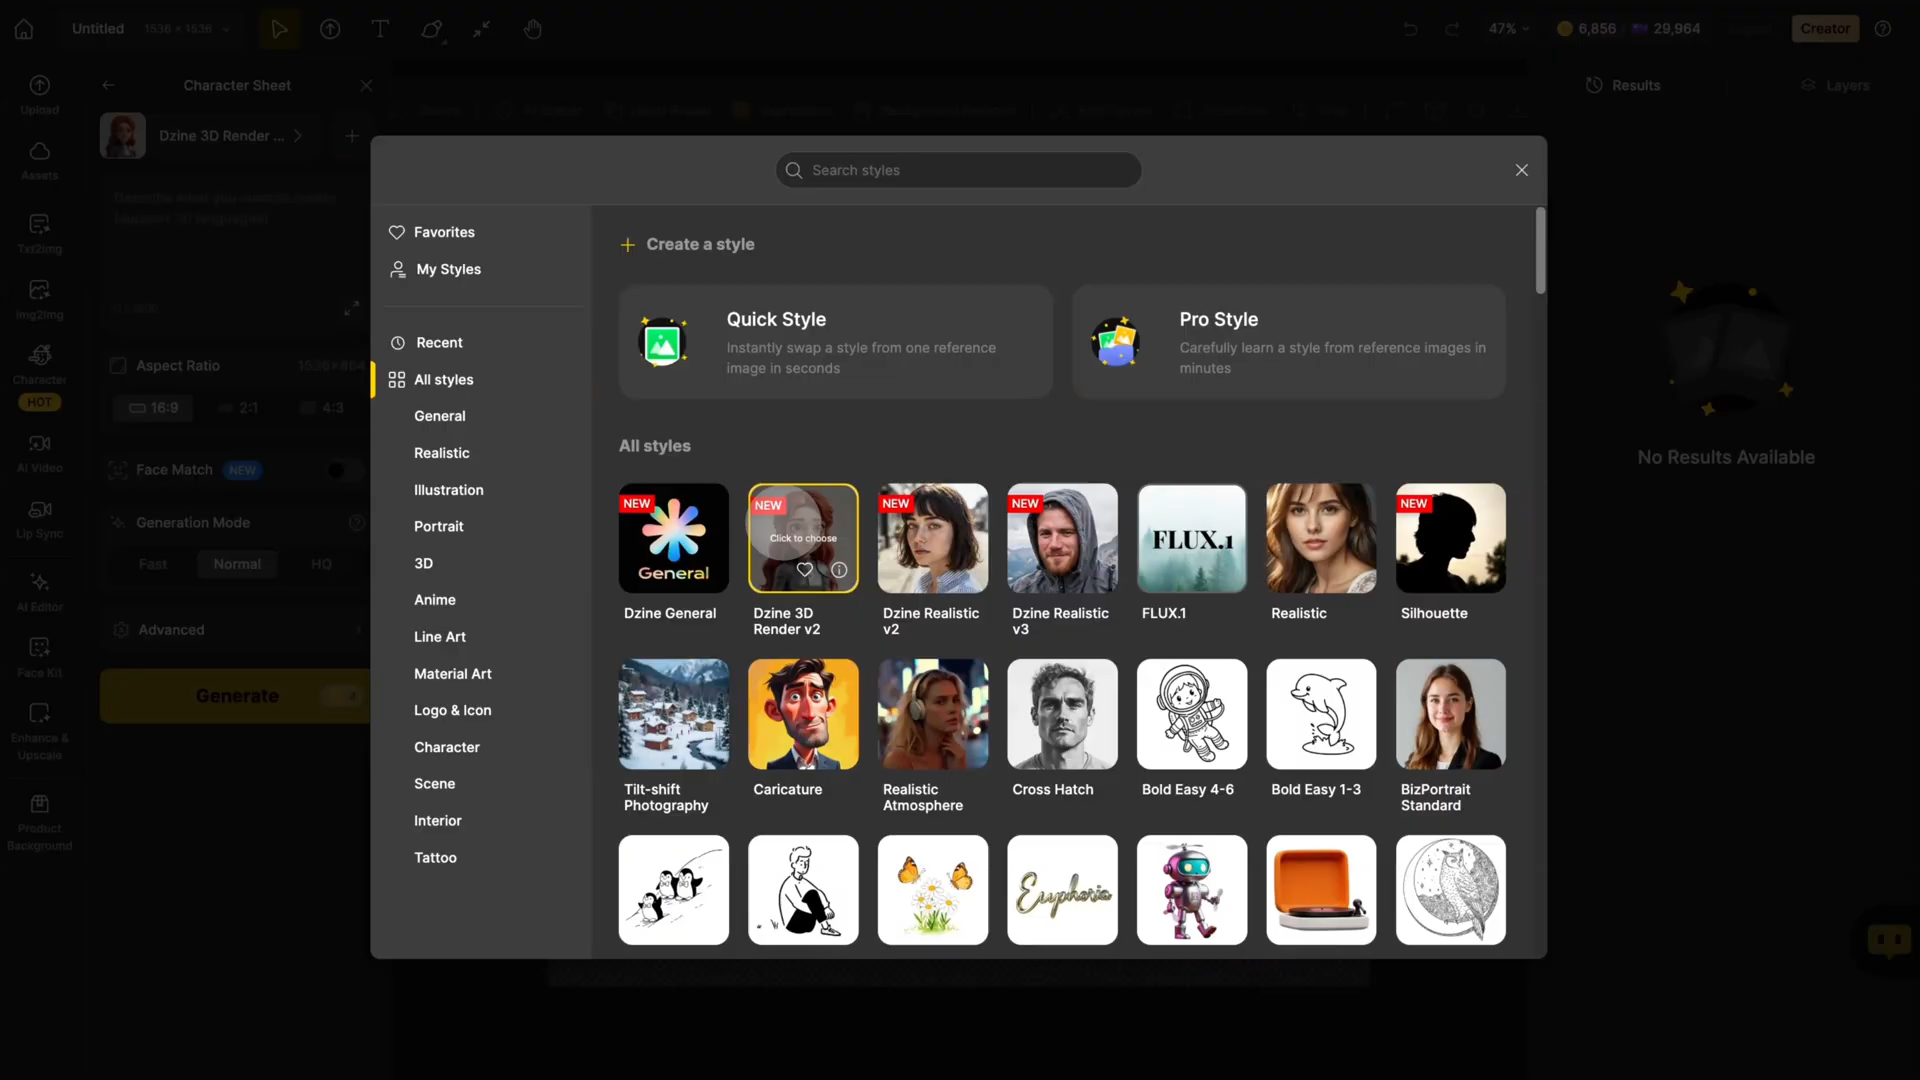 Untitled
1536 × 1536
47%
6,856
29,964
Creator
Upload
Assets
Txt2Img
Img2Img
Character
HOT
AI Video
Lip Sync
AI Editor
Face Kit
Enhance &
Upscale
Product
Background
Character Sheet
Dzine 3D Render ...
Aspect Ratio
1536×864
16:9
2:1
4:3
Face Match
NEW
Generation Mode
Fast
Normal
HQ
Advanced
Generate
Search styles
Favorites
My Styles
Recent
All styles
General
Realistic
Illustration
Portrait
3D
Anime
Line Art
Material Art
Logo & Icon
Character
Scene
Interior
Tattoo
Create a style
Quick Style
Instantly swap a style from one reference
image in seconds
Pro Style
Carefully learn a style from reference images in
minutes
All styles
NEW
General
Dzine General
NEW
Click to choose
Dzine 3D
Render v2
NEW
Dzine Realistic
v2
NEW
Dzine Realistic
v3
FLUX.1
FLUX.1
Realistic
NEW
Silhouette
Tilt-shift
Photography
Caricature
Realistic
Atmosphere
Cross Hatch
Bold Easy 4-6
Bold Easy 1-3
BizPortrait
Standard
Euphoria
Results
Layers
No Results Available